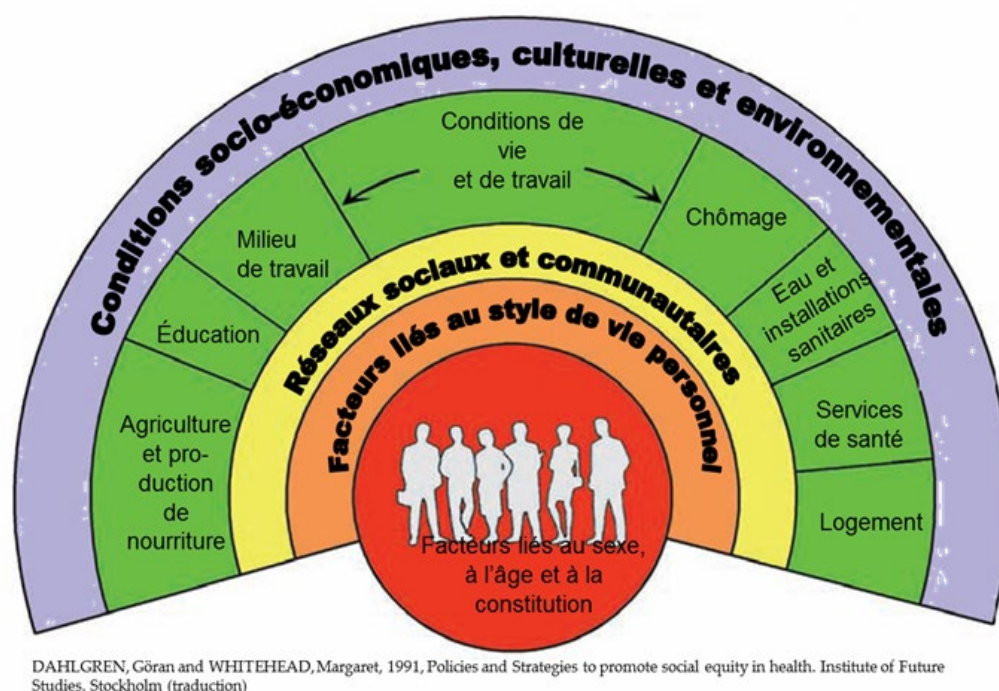 Conditions socio-économiques, culturelles et environnementales
Conditions de
vie
et de travail
Milieu
de travail
Éducation
Agriculture
et pro-
duction
de
nourriture
Chômage
Eau et
installations
sanitaires
Services
de santé
Logement
Réseaux sociaux et communautaires
Facteurs liés au style de vie personnel
Facteurs liés au sexe,
à l'âge et à la
constitution
DAHLGREN, Göran and WHITEHEAD, Margaret, 1991, Policies and Strategies to promote social equity in health. Institute of Future
Studies. Stockholm (traduction)